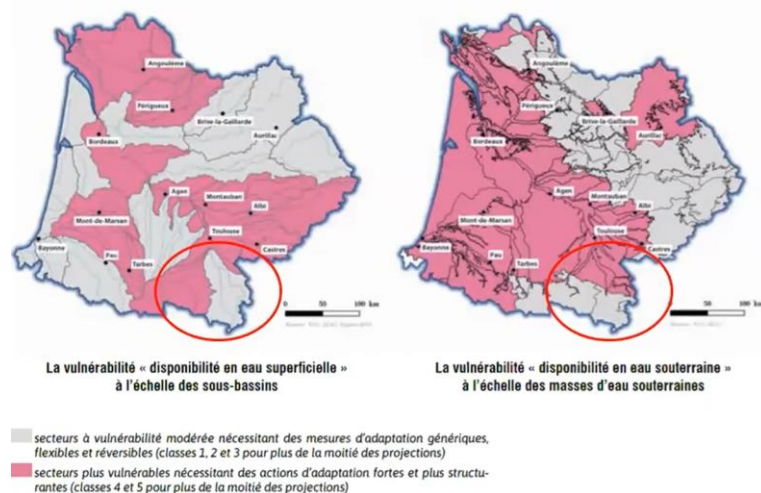 Angoulême
Périgueux
Brive-la-Gaillarde
Aurillac
Bordeaux
Agen
Montauban
Albi
Mont-de-Marsan
Toulouse
Bayonne
Castres
Pau
Tarbes
0 50 100 km
Angoulême
Périgueux
Brive-la-Gaillarde
Aurillac
Bordeaux
Agen
Montauban
Albi
Mont-de-Marsan
Toulouse
Bayonne
Castres
Pau
Tarbes
0 50 100 km
La vulnérabilité « disponibilité en eau superficielle »
à l'échelle des sous-bassins
La vulnérabilité « disponibilité en eau souterraine »
à l'échelle des masses d'eau souterraines
secteurs à vulnérabilité modérée nécessitant des mesures d'adaptation génériques,
flexibles et réversibles (classes 1, 2 et 3 pour plus de la moitié des projections)
secteurs plus vulnérables nécessitant des actions d'adaptation fortes et plus structu-
rantes (classes 4 et 5 pour plus de la moitié des projections)